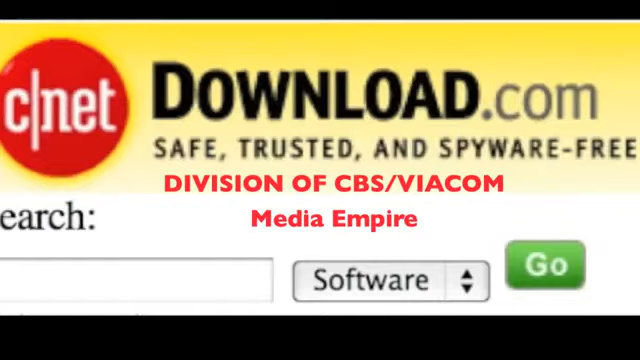 c|net
DOWNLOAD.com
SAFE, TRUSTED, AND SPYWARE-FREE
DIVISION OF CBS/VIACOM
Media Empire
earch:
Software
Go